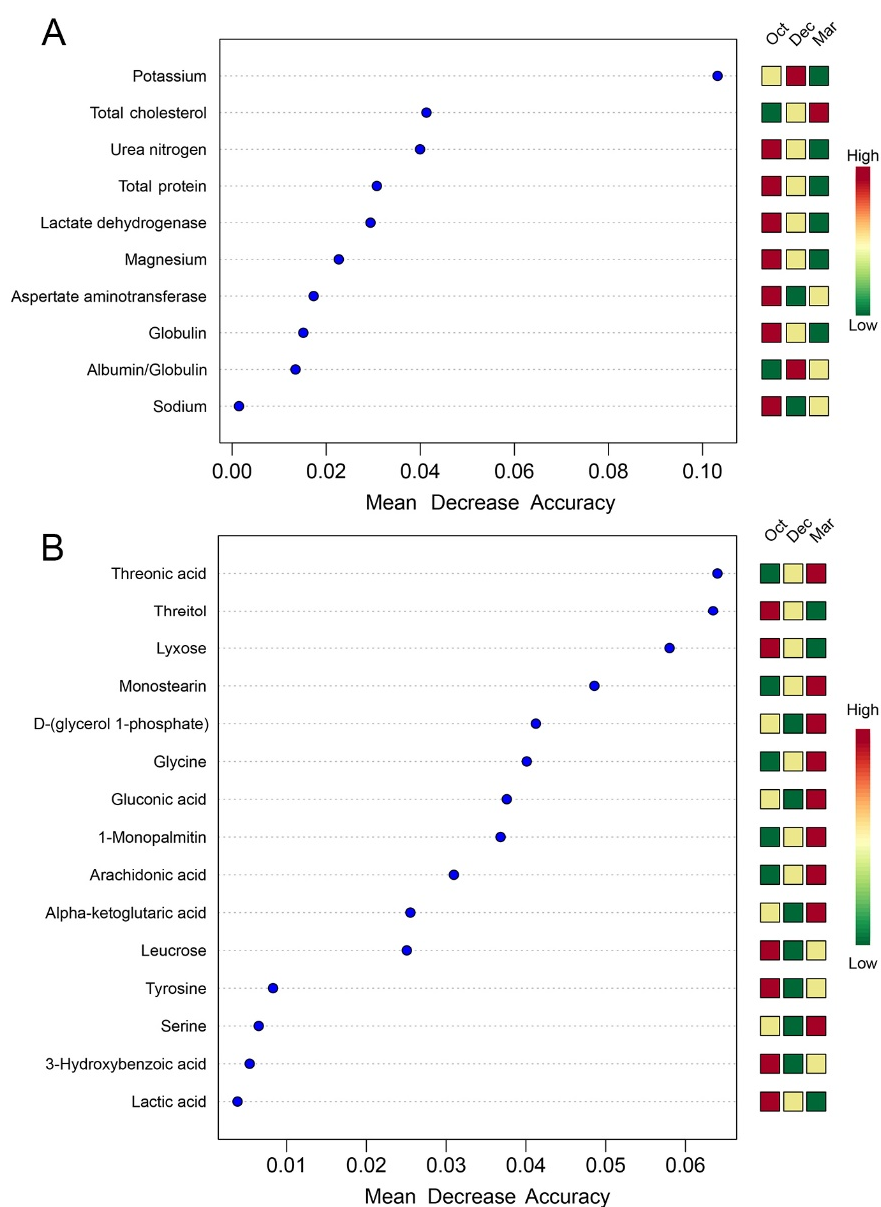 A
Oct Dec Mar
Potassium
Total cholesterol
Urea nitrogen
Total protein
Lactate dehydrogenase
Magnesium
Aspertate aminotransferase
Globulin
Albumin/Globulin
Sodium
High
Low
0.00 0.02 0.04 0.06 0.08 0.10
Mean Decrease Accuracy
B
Oct Dec Mar
Threonic acid
Threitol
Lyxose
Monostearin
D-(glycerol 1-phosphate)
Glycine
Gluconic acid
1-Monopalmitin
Arachidonic acid
Alpha-ketoglutaric acid
Leucrose
Tyrosine
Serine
3-Hydroxybenzoic acid
Lactic acid
High
Low
0.01 0.02 0.03 0.04 0.05 0.06
Mean Decrease Accuracy